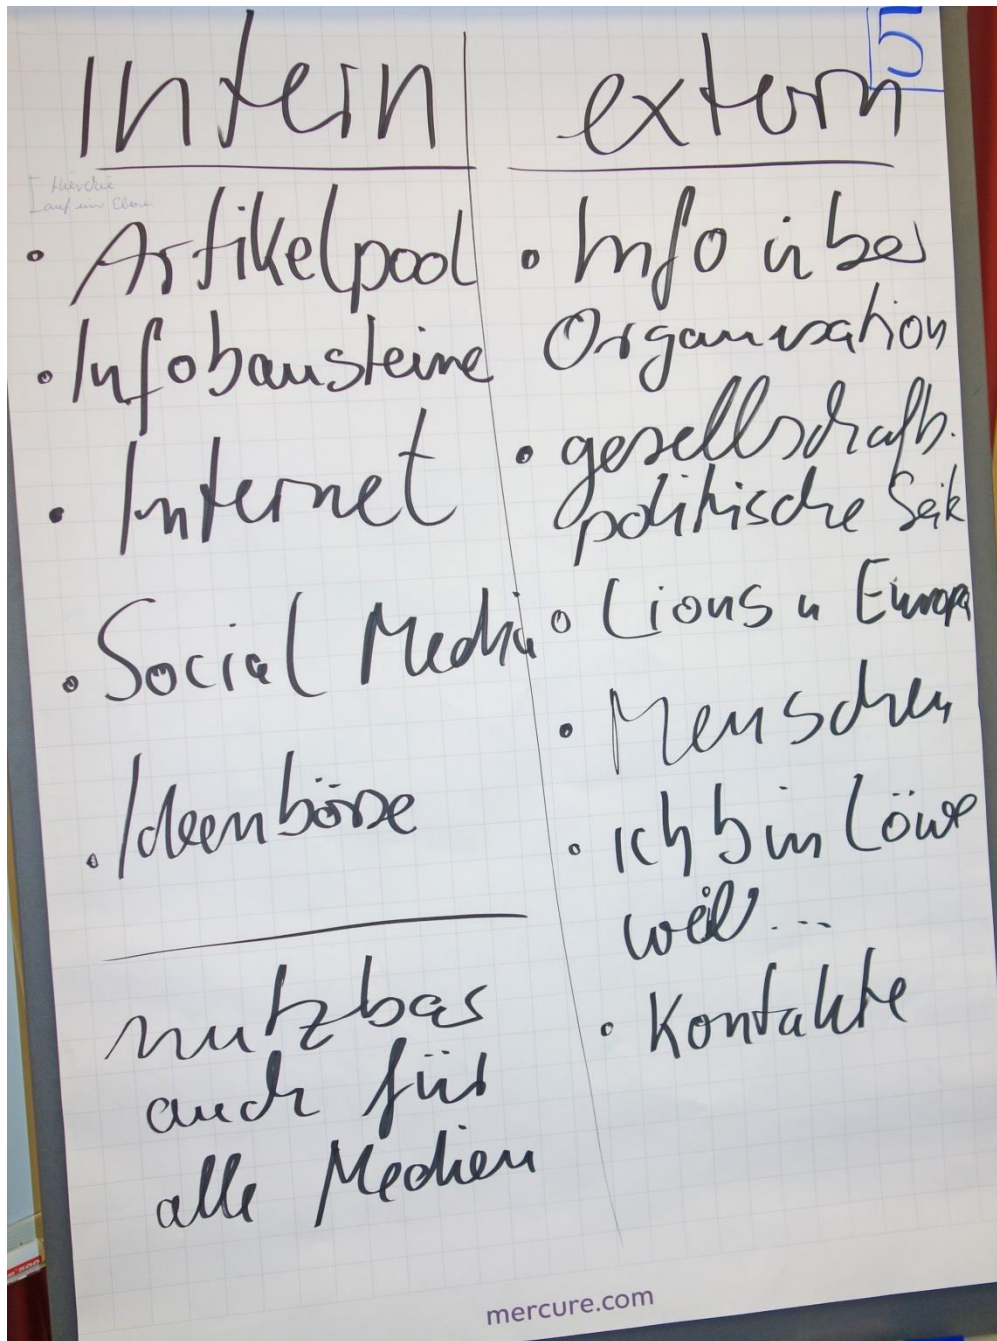 5
intern
Artikelpool
Infobausteine
Internet
Social Media
Ideenbörse
nutzbar
auch für
alle Medien
extern
Info über
Organisation
gesellschafts.
politische Seite
Lions u Europa
Menschen
ich bin Löwe
weil...
Kontakte
mercure.com